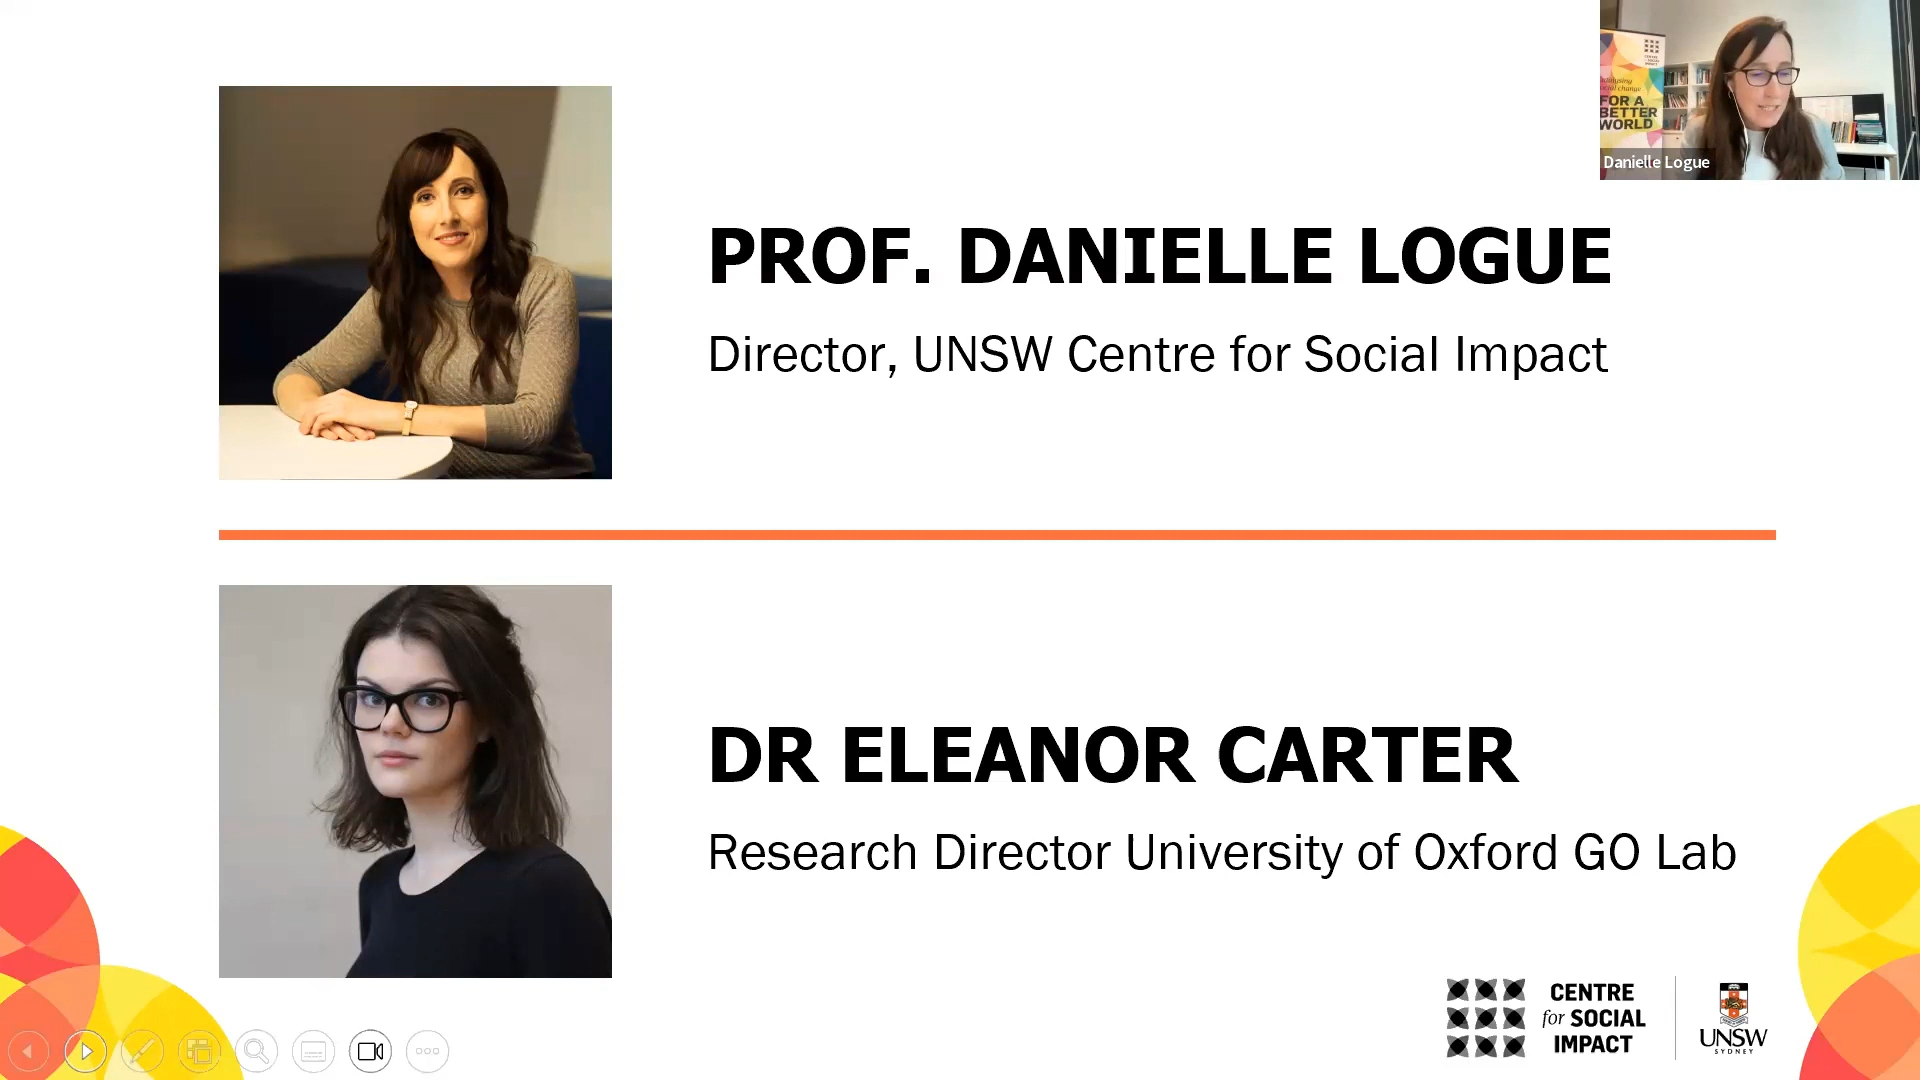 FOR A
BETTER
WORLD
Danielle Logue
PROF. DANIELLE LOGUE
Director, UNSW Centre for Social Impact
DR ELEANOR CARTER
Research Director University of Oxford GO Lab
CENTRE
for SOCIAL
IMPACT
UNSW
SYDNEY